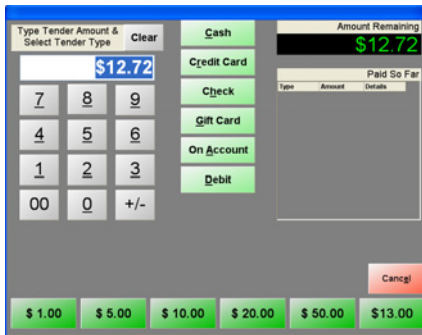 Type Tender Amount &
Select Tender Type
Clear
$12.72
7 8 9
4 5 6
1 2 3
00 0 +/-
Cash
Credit Card
Check
Gift Card
On Account
Debit
Amount Remaining
$12.72
Paid So Far
Type Amount Details
Cancel
$ 1.00 $ 5.00 $ 10.00 $ 20.00 $ 50.00 $13.00